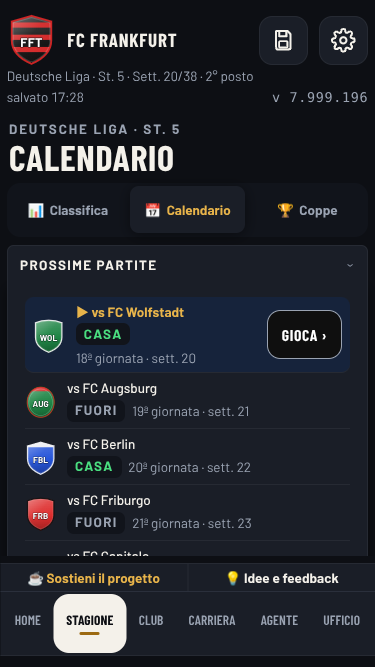 FFT
FC FRANKFURT
Deutsche Liga · St. 5 · Sett. 20/38 · 2° posto
salvato 17:28
v 7.999.196
DEUTSCHE LIGA · ST. 5
CALENDARIO
Classifica
Calendario
Coppe
PROSSIME PARTITE
WOL
▶ vs FC Wolfstadt
CASA
18ª giornata · sett. 20
GIOCA ›
AUG
vs FC Augsburg
FUORI 19ª giornata · sett. 21
FBL
vs FC Berlin
CASA 20ª giornata · sett. 22
FRB
vs FC Friburgo
FUORI 21ª giornata · sett. 23
Sostieni il progetto
Idee e feedback
HOME
STAGIONE
CLUB
CARRIERA
AGENTE
UFFICIO